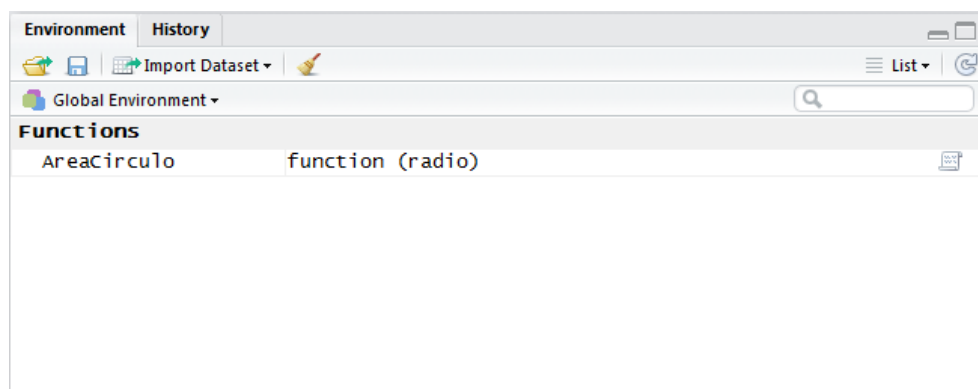 Environment History
Import Dataset List
Global Environment
Functions
AreaCirculo function (radio)